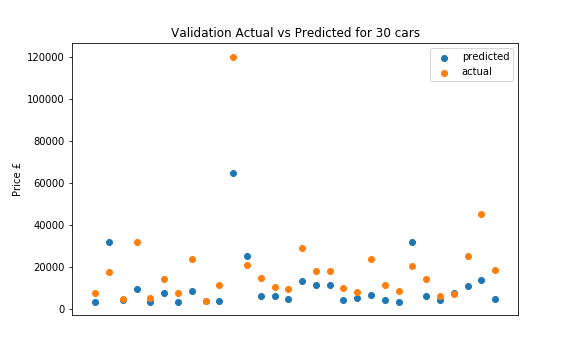 Validation Actual vs Predicted for 30 cars
predicted
actual
Price £
120000
100000
80000
60000
40000
20000
0